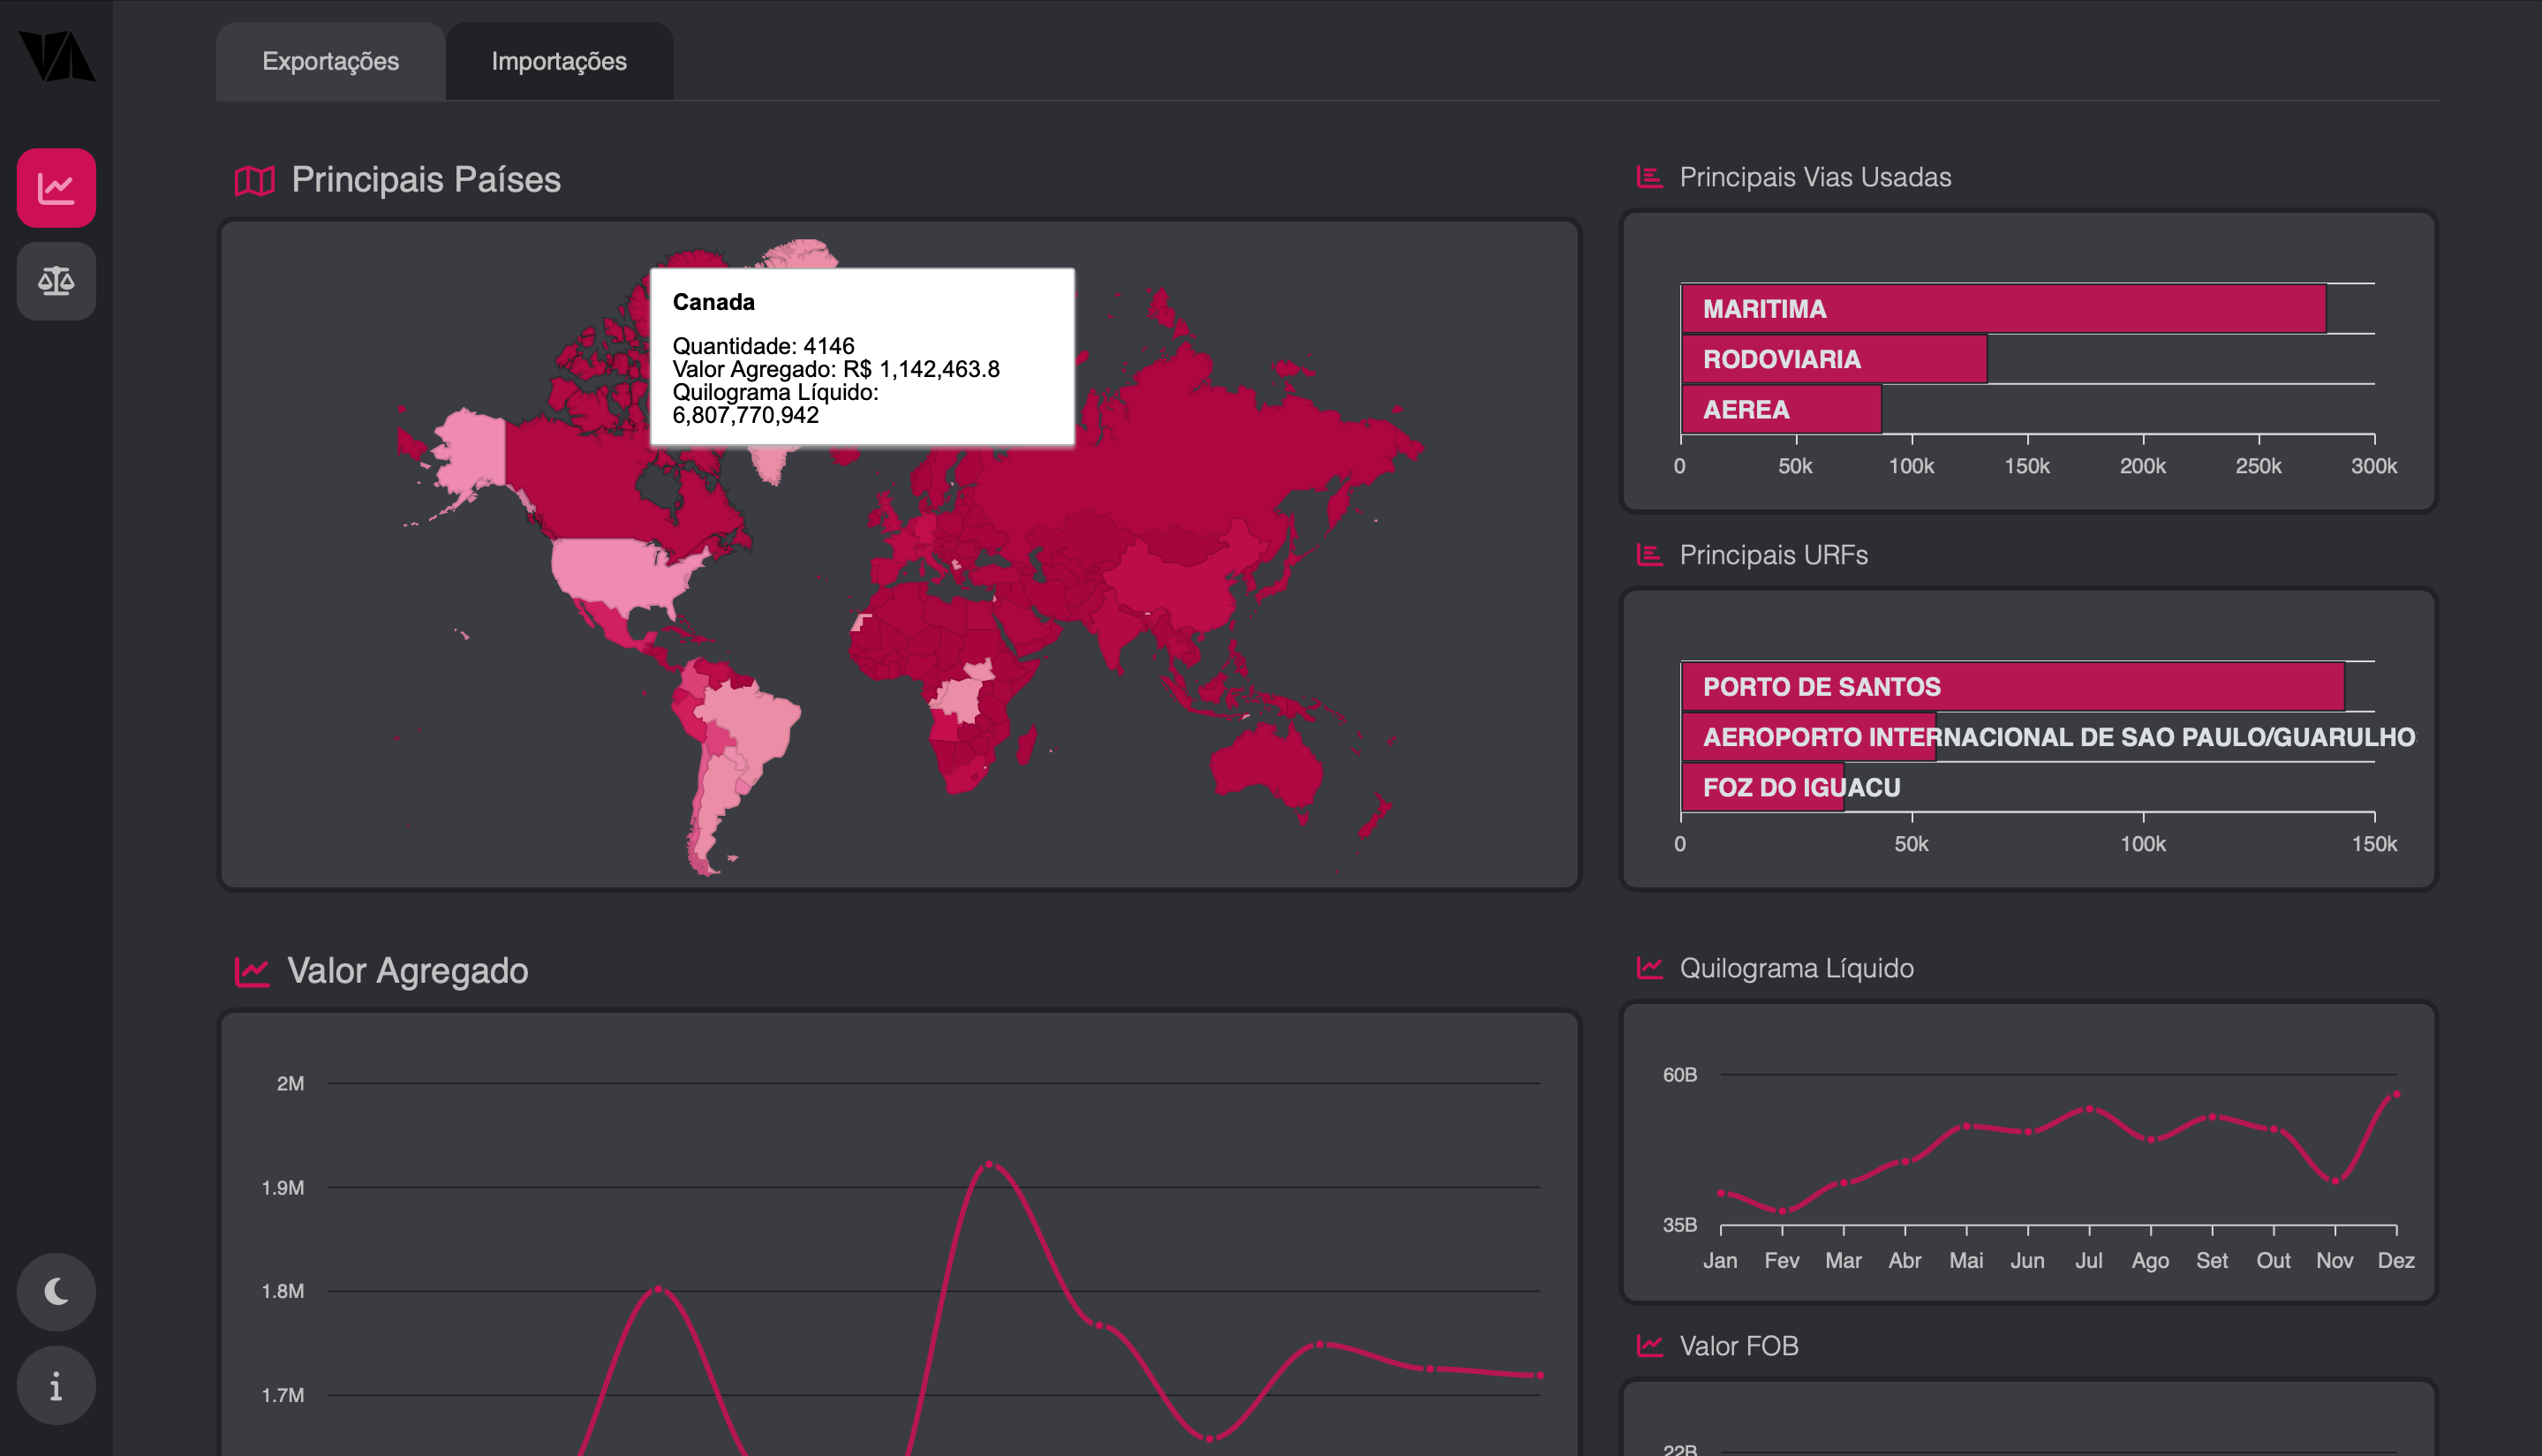 Exportações
Importações
Principais Países
Canada
Quantidade: 4146
Valor Agregado: R$ 1,142,463.8
Quilograma Líquido:
6,807,770,942
Principais Vias Usadas
MARITIMA
RODOVIARIA
AEREA
0 50k 100k 150k 200k 250k 300k
Principais URFs
PORTO DE SANTOS
AEROPORTO INTERNACIONAL DE SAO PAULO/GUARULHO
FOZ DO IGUACU
0 50k 100k 150k
Valor Agregado
2M
1.9M
1.8M
1.7M
Quilograma Líquido
60B
35B
Jan Fev Mar Abr Mai Jun Jul Ago Set Out Nov Dez
Valor FOB
22B